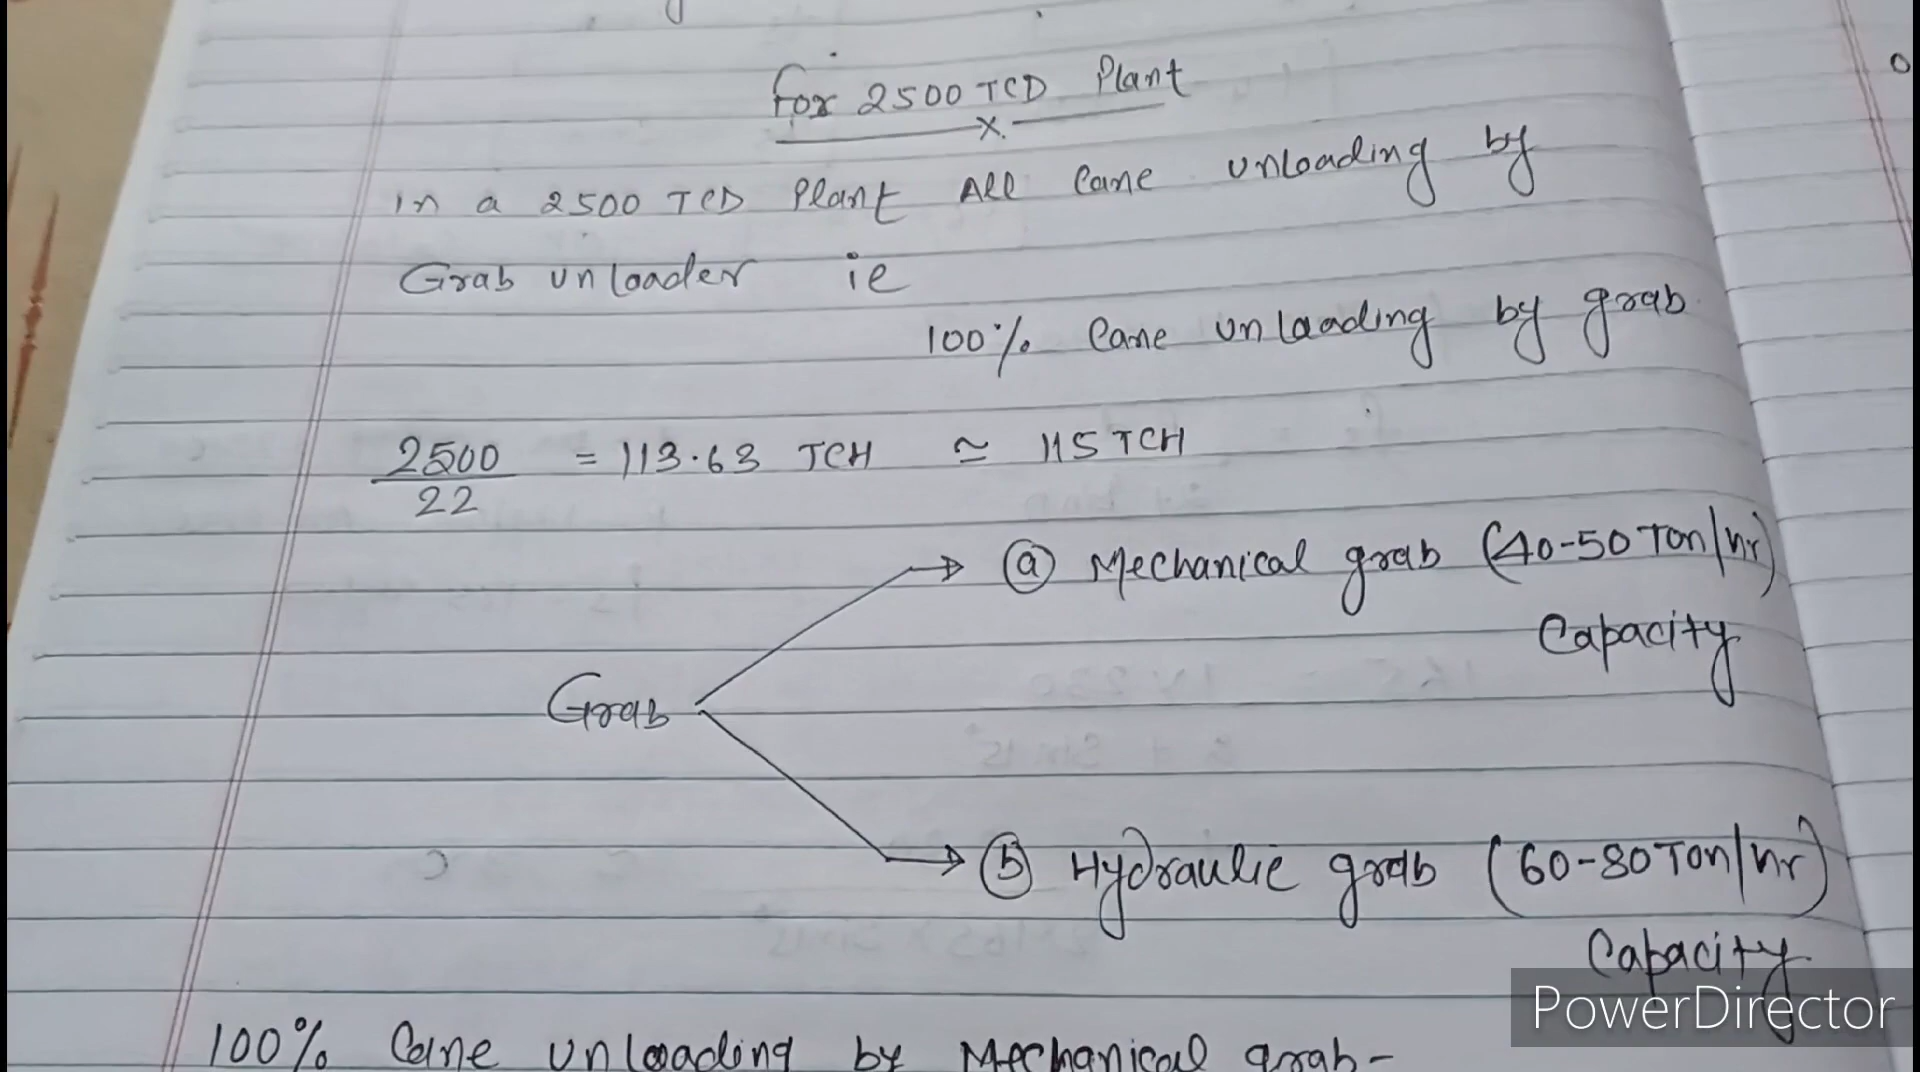 For 2500 TCD Plant
x.
in a 2500 TCD Plant All Cane unloading by
Grab unloader ie
100% Cane unloading by grab
2500
22
= 113.63 TCH ≃ 115 TCH
(a) Mechanical grab (40-50 Ton/hr)
Capacity
Grab
(b) Hydraulic grab (60-80 Ton/hr)
Capacity
PowerDirector
100% Cane unloading by Mechanical grab-